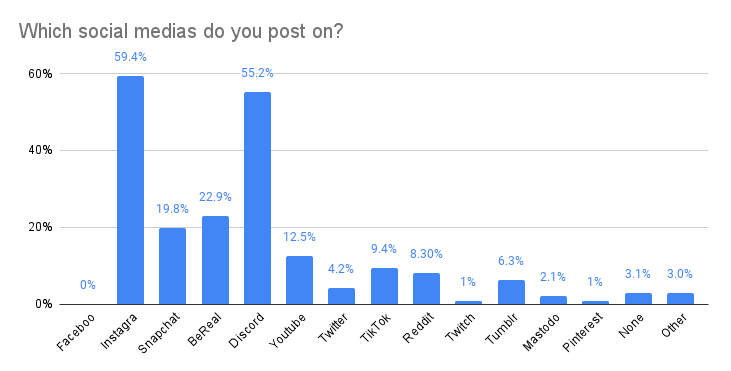 Which social medias do you post on?
59.4%
55.2%
60%
40%
22.9%
19.8%
20%
12.5%
9.4%
8.30%
6.3%
4.2%
3.1%
3.0%
2.1%
1%
1%
0%
0%
Faceboo
Instagra
Snapchat
BeReal
Discord
Youtube
Twitter
TikTok
Reddit
Twitch
Tumblr
Mastodo
Pinterest
None
Other